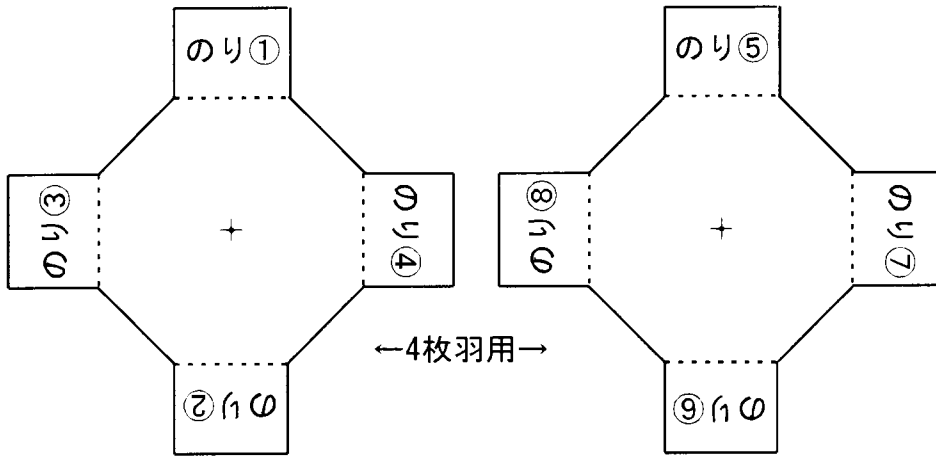 のり①
のり⑤
のり③
のり④
のり⑧
のり⑦
←4枚羽用→
のり②
のり⑥